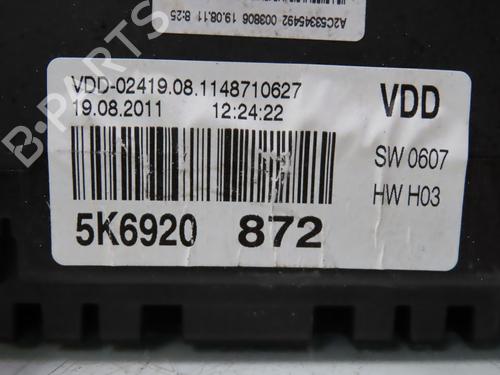 A2C53345492 003806 19.08.11 8:25
VDD-02419.08.1148710627
19.08.2011 12:24:22
VDD
SW 0607
HW H03
5K6920 872
B-Parts